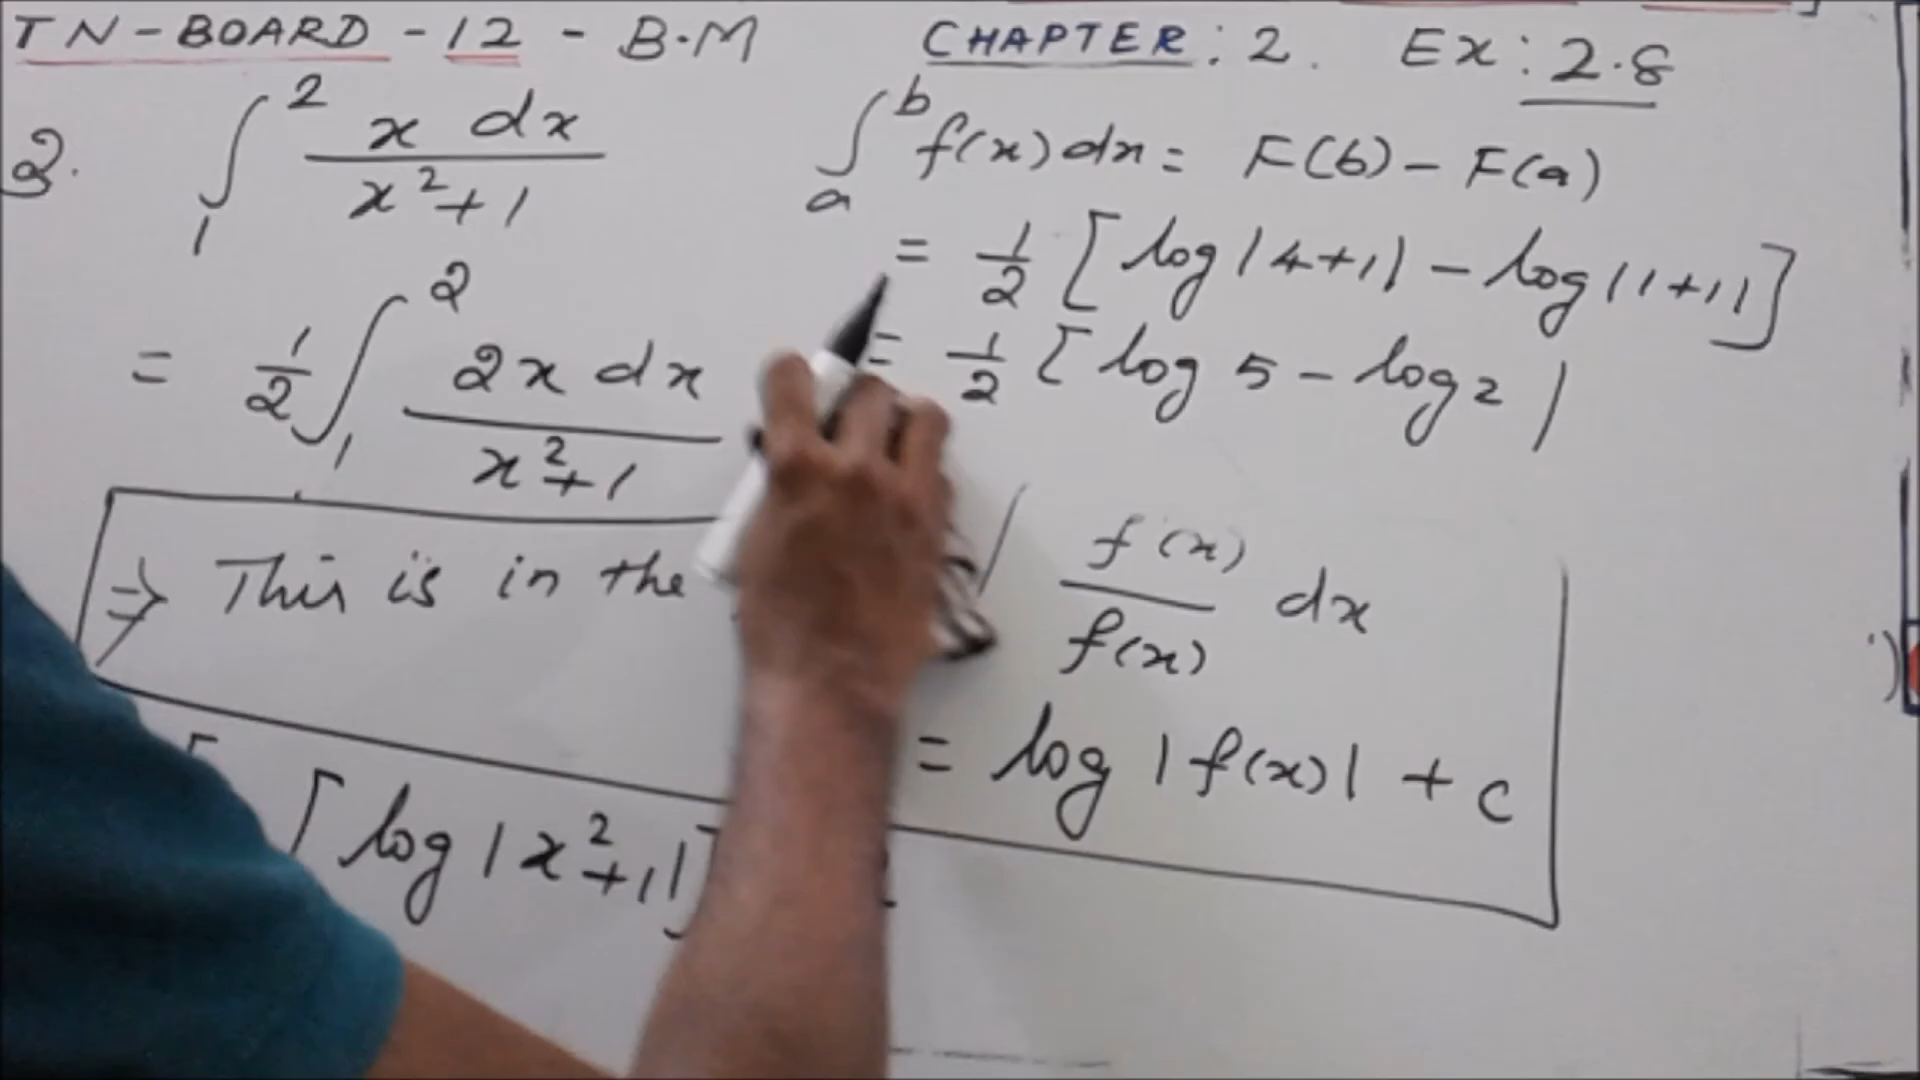 TN-BOARD-12 - B.M CHAPTER: 2. Ex: 2.8
2. ∫₁² x dx / x²+1
= 1/2 ∫₁² 2x dx / x²+1
⇒ This is in the
[log |x²+1|]
∫ₐᵇ f(x) dx = F(b) - F(a)
= 1/2 [log |4+1| - log |1+1|]
= 1/2 [log 5 - log 2]
f(x) / f(x) dx
= log |f(x)| + c